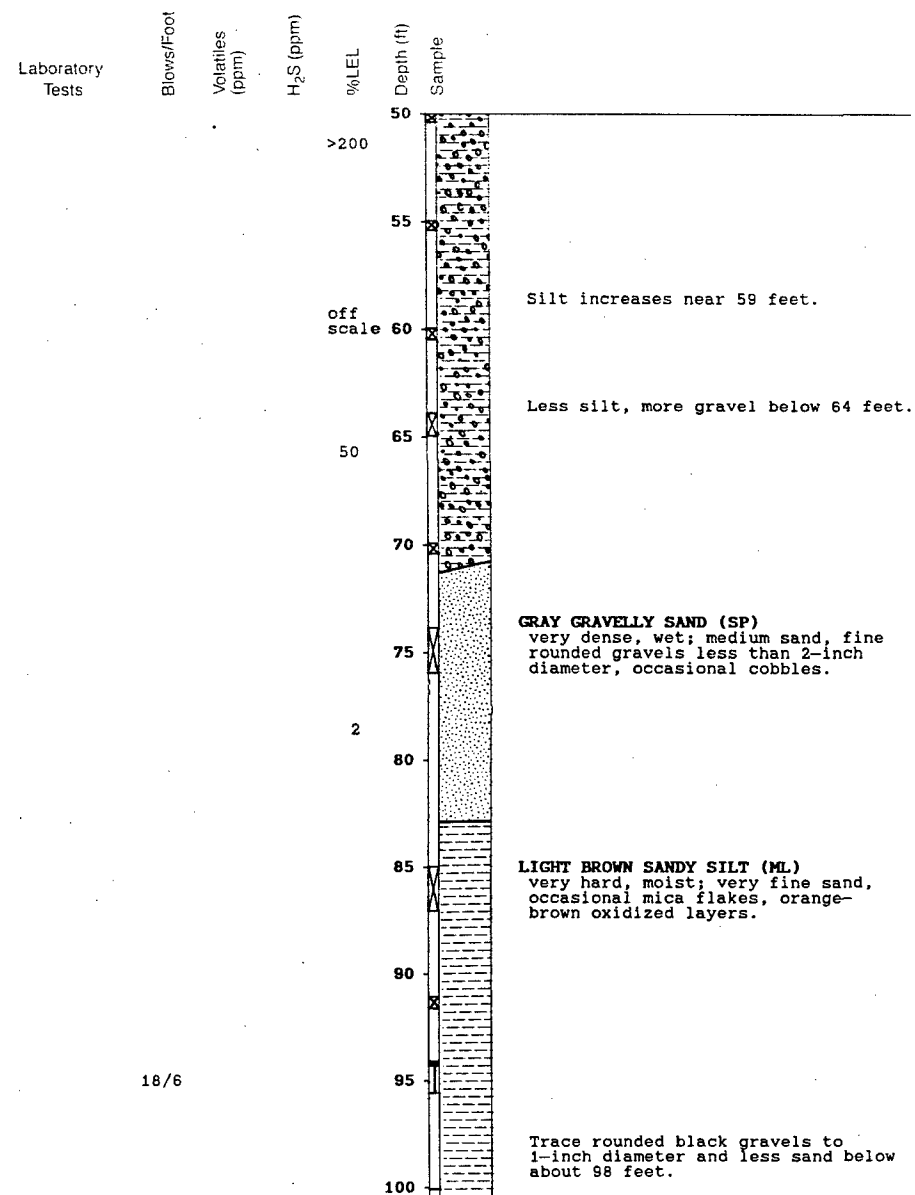 Laboratory
Tests
Blows/Foot
Volatiles
(ppm)
H₂S (ppm)
%LEL
Depth (ft)
Sample
50
>200
55
Silt increases near 59 feet.
off
scale 60
Less silt, more gravel below 64 feet.
65
50
70
GRAY GRAVELLY SAND (SP)
very dense, wet; medium sand, fine
75 rounded gravels less than 2-inch
diameter, occasional cobbles.
2
80
85 LIGHT BROWN SANDY SILT (ML)
very hard, moist; very fine sand,
occasional mica flakes, orange-
brown oxidized layers.
90
18/6 95
Trace rounded black gravels to
1-inch diameter and less sand below
about 98 feet.
100